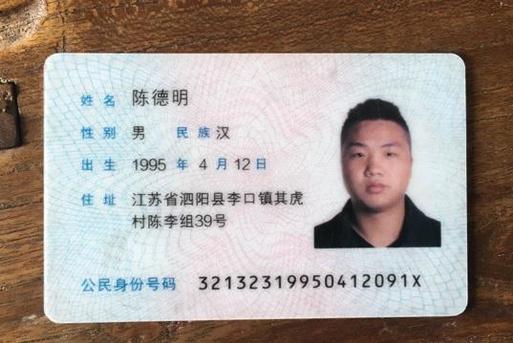 姓名 陈德明
性别 男 民族 汉
出生 1995 年 4 月 12 日
住址 江苏省泗阳县李口镇其虎
村陈李组39号
公民身份号码 32132319950412091X